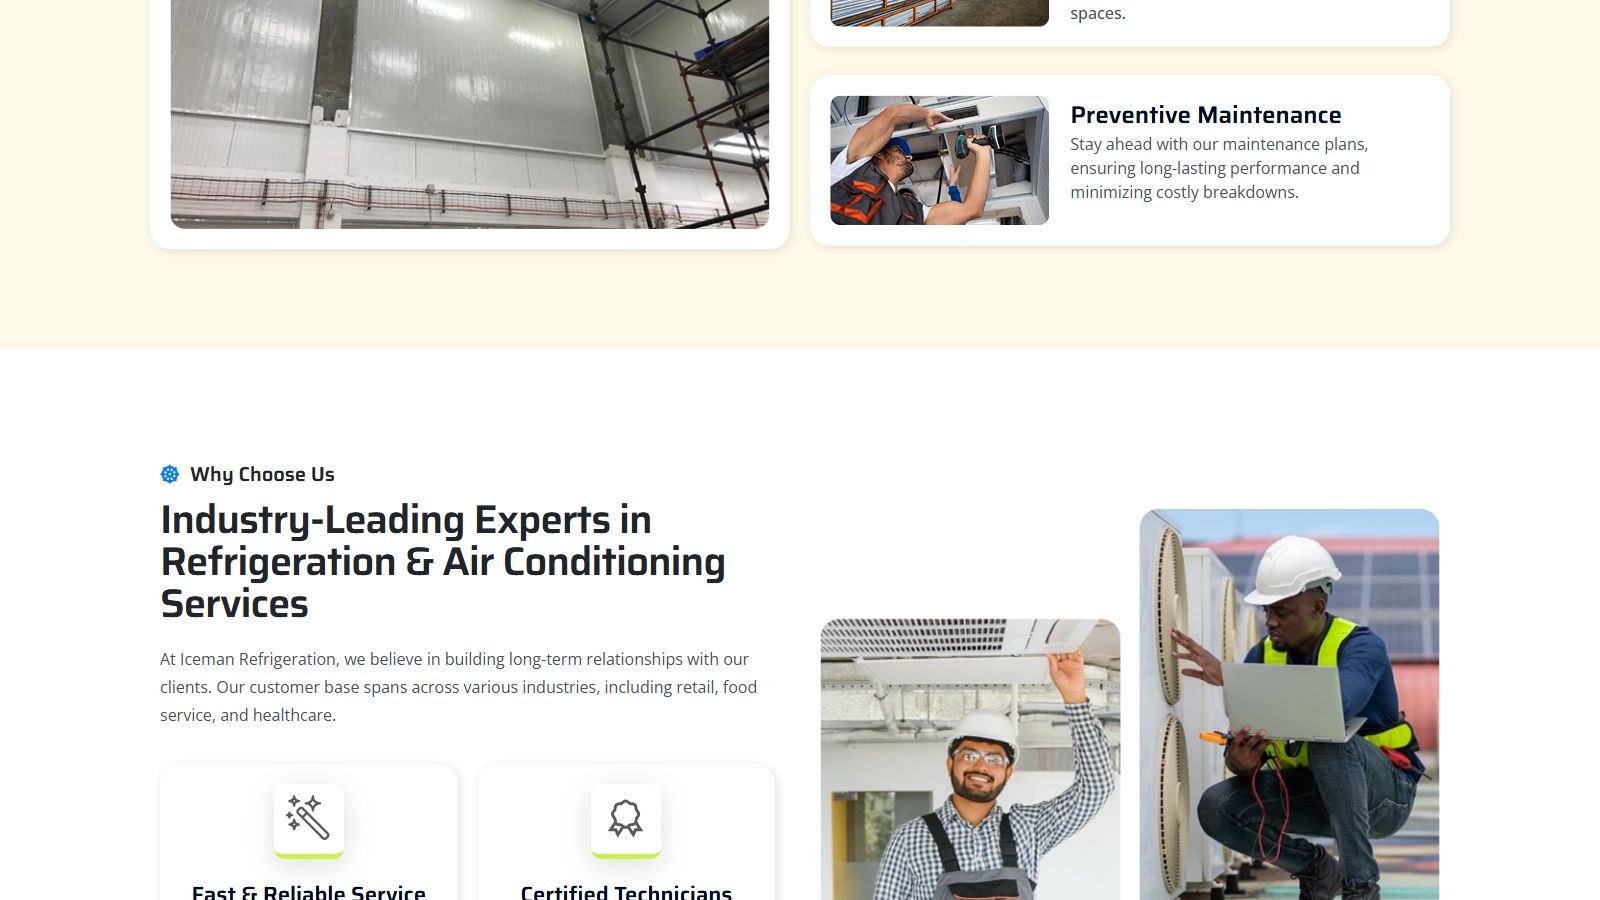 spaces.
Preventive Maintenance
Stay ahead with our maintenance plans,
ensuring long-lasting performance and
minimizing costly breakdowns.
Why Choose Us
Industry-Leading Experts in
Refrigeration & Air Conditioning
Services
At Iceman Refrigeration, we believe in building long-term relationships with our
clients. Our customer base spans across various industries, including retail, food
service, and healthcare.
Fast & Reliable Service
Certified Technicians